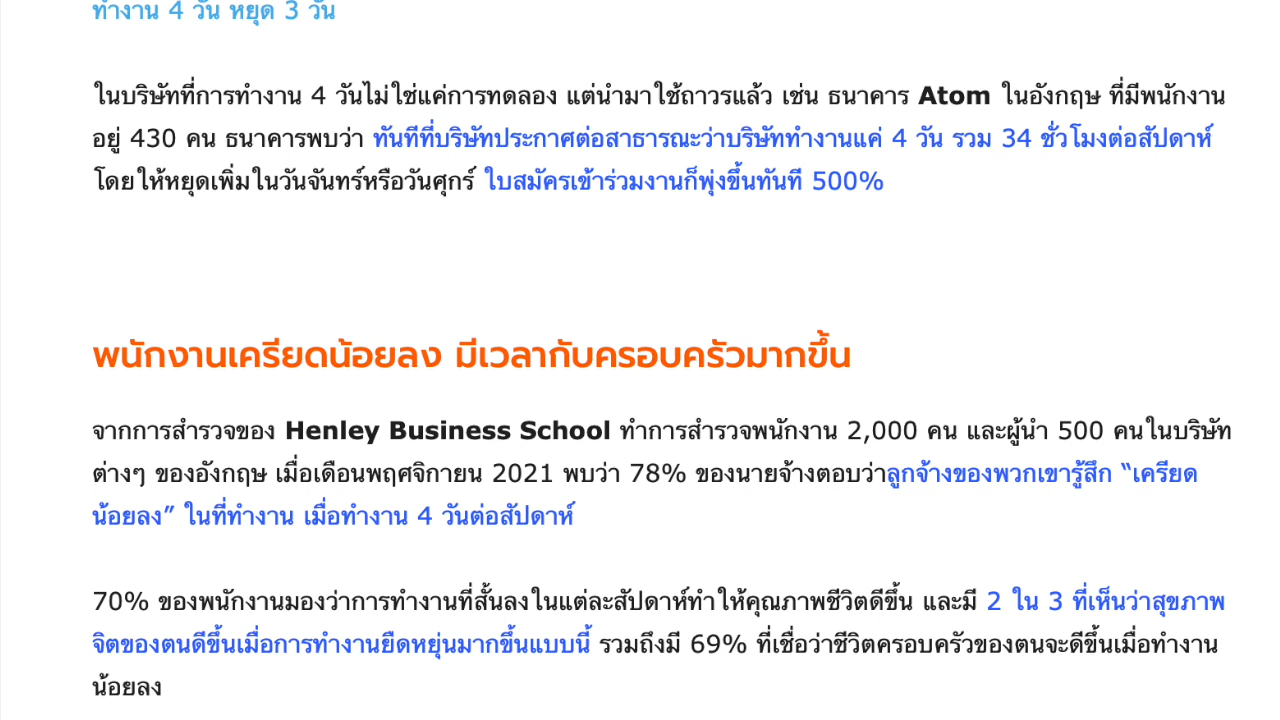 ทำงาน 4 วัน หยุด 3 วัน
ในบริษัทที่การทำงาน 4 วันไม่ใช่แค่การทดลอง แต่นำมาใช้ถาวรแล้ว เช่น ธนาคาร Atom ในอังกฤษ ที่มีพนักงาน
อยู่ 430 คน ธนาคารพบว่า ทันทีที่บริษัทประกาศต่อสาธารณะว่าบริษัททำงานแค่ 4 วัน รวม 34 ชั่วโมงต่อสัปดาห์
โดยให้หยุดเพิ่มในวันจันทร์หรือวันศุกร์ ใบสมัครเข้าร่วมงานก็พุ่งขึ้นทันที 500%
พนักงานเครียดน้อยลง มีเวลากับครอบครัวมากขึ้น
จากการสำรวจของ Henley Business School ทำการสำรวจพนักงาน 2,000 คน และผู้นำ 500 คนในบริษัท
ต่างๆ ของอังกฤษ เมื่อเดือนพฤศจิกายน 2021 พบว่า 78% ของนายจ้างตอบว่าลูกจ้างของพวกเขารู้สึก “เครียด
น้อยลง” ในที่ทำงาน เมื่อทำงาน 4 วันต่อสัปดาห์
70% ของพนักงานมองว่าการทำงานที่สั้นลงในแต่ละสัปดาห์ทำให้คุณภาพชีวิตดีขึ้น และมี 2 ใน 3 ที่เห็นว่าสุขภาพ
จิตของตนดีขึ้นเมื่อการทำงานยืดหยุ่นมากขึ้นแบบนี้ รวมถึงมี 69% ที่เชื่อว่าชีวิตครอบครัวของตนจะดีขึ้นเมื่อทำงาน
น้อยลง